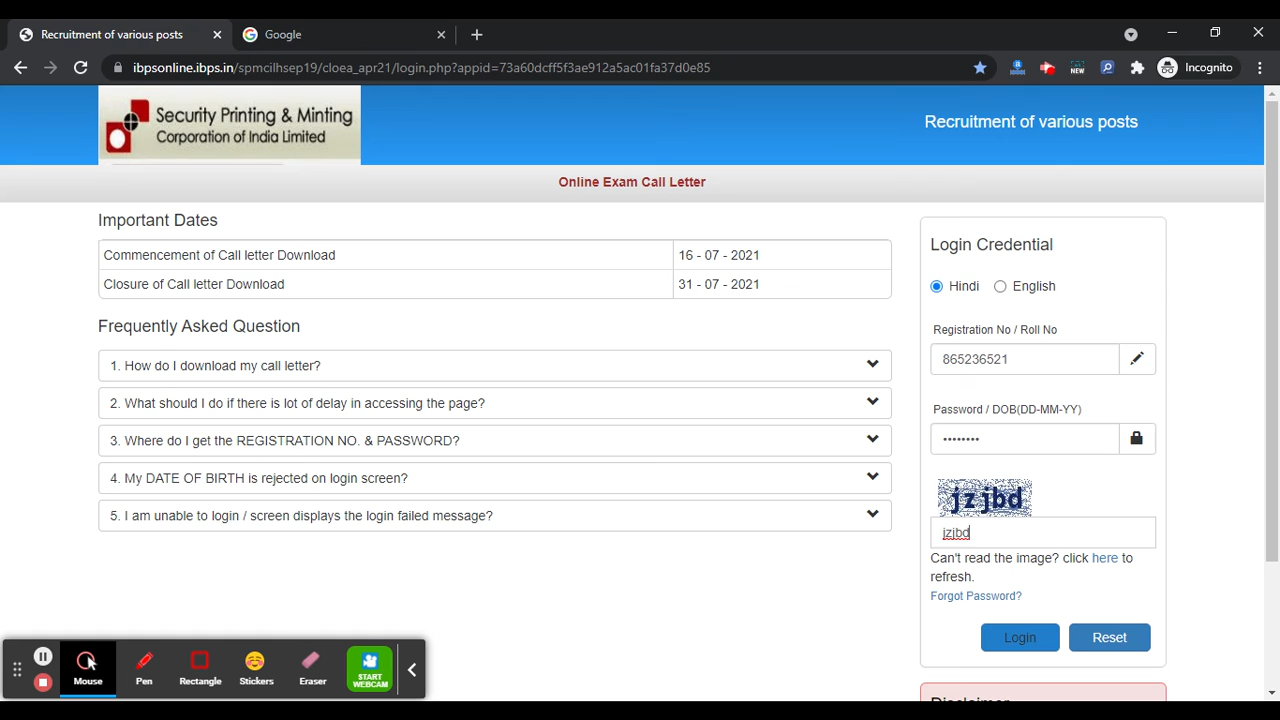 Recruitment of various posts
Google
ibpsonline.ibps.in/spmcilhsep19/cloea_apr21/login.php?appid=73a60dcff5f3ae912a5ac01fa37d0e85
NEW
Incognito
Security Printing & Minting
Corporation of India Limited
Recruitment of various posts
Online Exam Call Letter
Important Dates
Commencement of Call letter Download 16 - 07 - 2021
Closure of Call letter Download 31 - 07 - 2021
Frequently Asked Question
1. How do I download my call letter?
2. What should I do if there is lot of delay in accessing the page?
3. Where do I get the REGISTRATION NO. & PASSWORD?
4. My DATE OF BIRTH is rejected on login screen?
5. I am unable to login / screen displays the login failed message?
Login Credential
Hindi English
Registration No / Roll No
865236521
Password / DOB(DD-MM-YY)
••••••••
jzjbd
jzjbd
Can't read the image? click here to
refresh.
Forgot Password?
Login Reset
Disclaimer
Mouse Pen Rectangle Stickers Eraser
START
WEBCAM